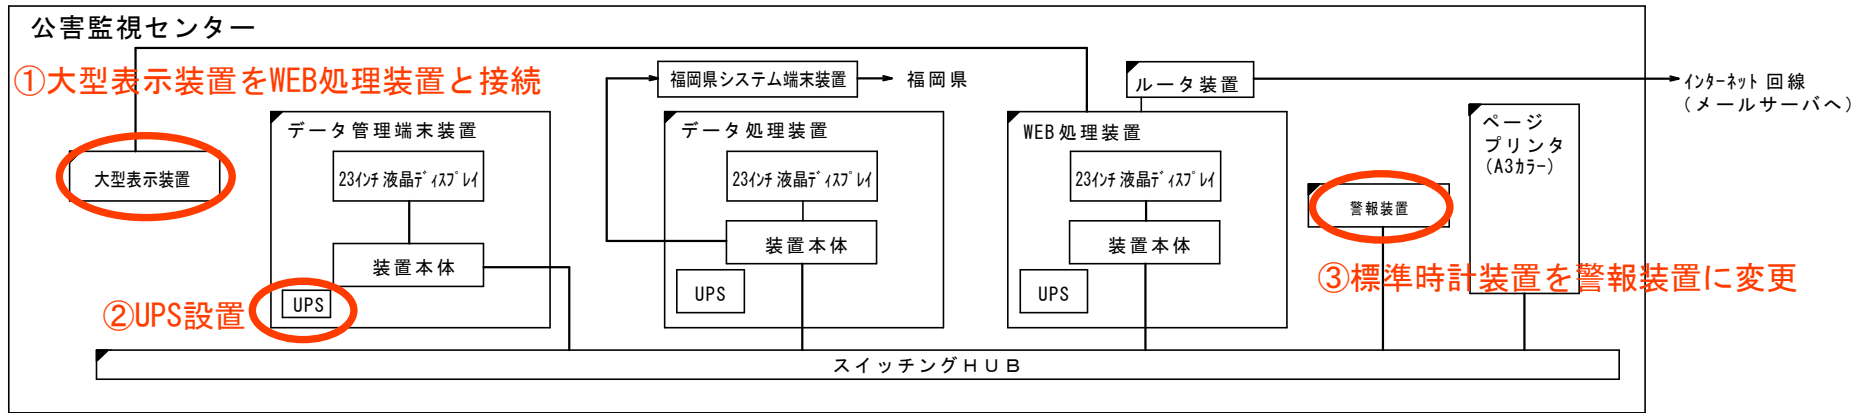 公害監視センター
①大型表示装置をWEB処理装置と接続
福岡県システム端末装置
福岡県
ルータ装置
インターネット回線
(メールサーバへ)
データ管理端末装置
データ処理装置
WEB処理装置
ページ
プリンタ
(A3カラー)
大型表示装置
23インチ液晶ディスプレイ
23インチ液晶ディスプレイ
23インチ液晶ディスプレイ
警報装置
装置本体
装置本体
装置本体
③標準時計装置を警報装置に変更
②UPS設置
UPS
UPS
UPS
スイッチングHUB